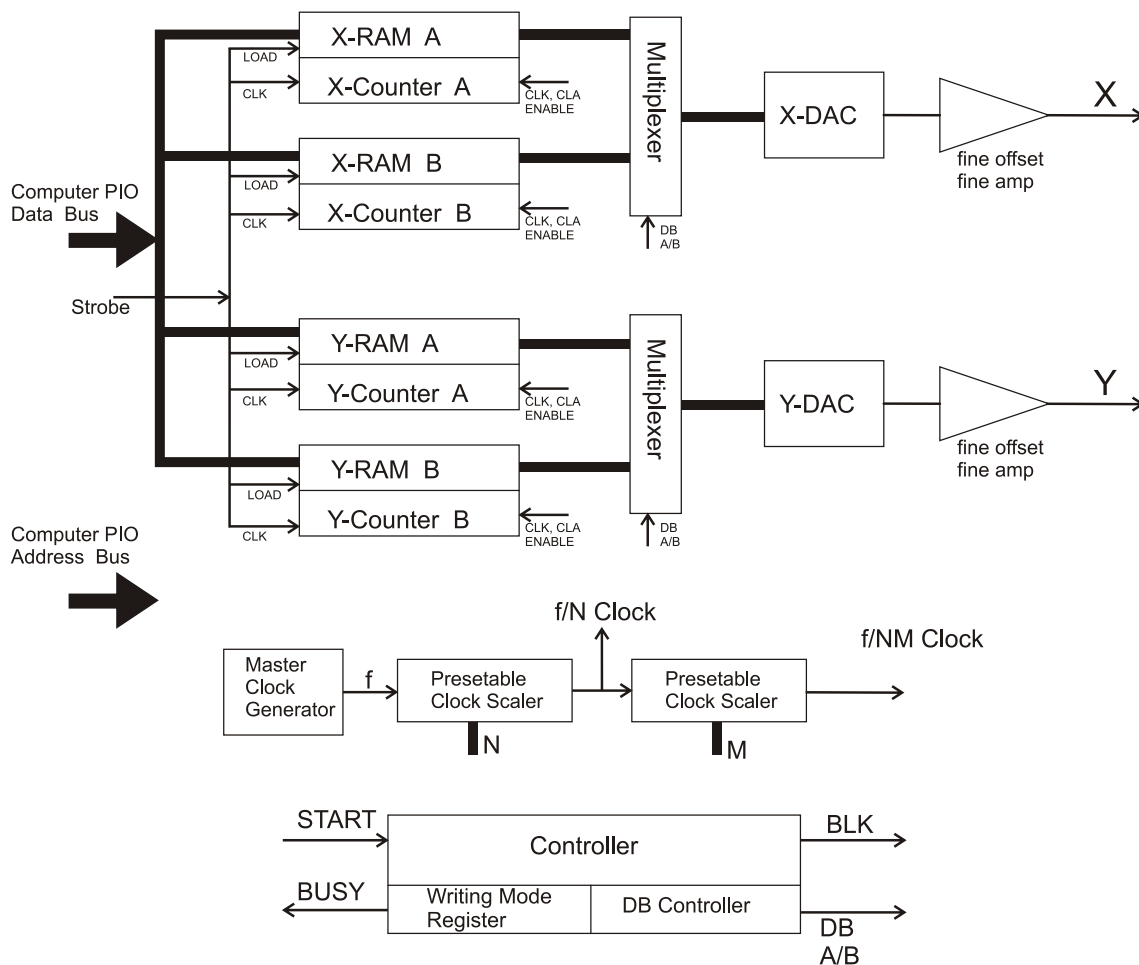 X-RAM A
LOAD
X-Counter A
CLK
CLK, CLA
ENABLE
Multiplexer
X-DAC
X
fine offset
fine amp
X-RAM B
LOAD
X-Counter B
CLK
CLK, CLA
ENABLE
DB
A/B
Computer PIO
Data Bus
Strobe
Y-RAM A
LOAD
Y-Counter A
CLK
CLK, CLA
ENABLE
Multiplexer
Y-DAC
Y
fine offset
fine amp
Y-RAM B
LOAD
Y-Counter B
CLK
CLK, CLA
ENABLE
DB
A/B
Computer PIO
Address Bus
f/N Clock
f/NM Clock
Master
Clock
Generator
f
Presetable
Clock Scaler
N
Presetable
Clock Scaler
M
START
Controller
BLK
BUSY
Writing Mode
Register
DB Controller
DB
A/B